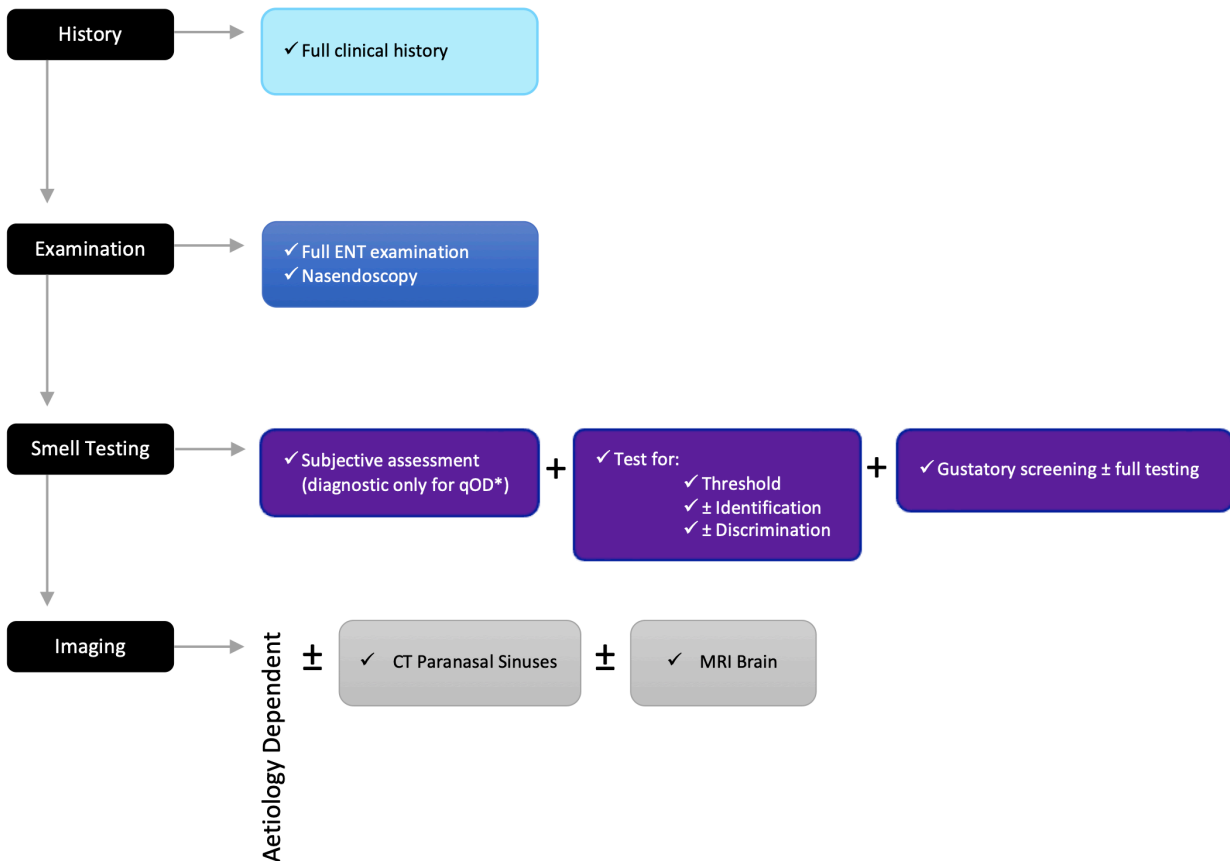 History
✓ Full clinical history
Examination
✓ Full ENT examination
✓ Nasendoscopy
Smell Testing
✓ Subjective assessment
(diagnostic only for qOD*)
+
✓ Test for:
✓ Threshold
✓ ± Identification
✓ ± Discrimination
+
✓ Gustatory screening ± full testing
Imaging
Aetiology Dependent
±
✓ CT Paranasal Sinuses
±
✓ MRI Brain